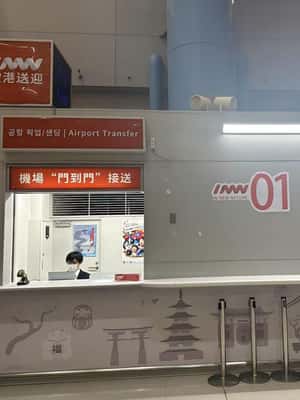 港送迎
공항 픽업/샌딩 | Airport Transfer
機場 “門到門” 接送
01
福